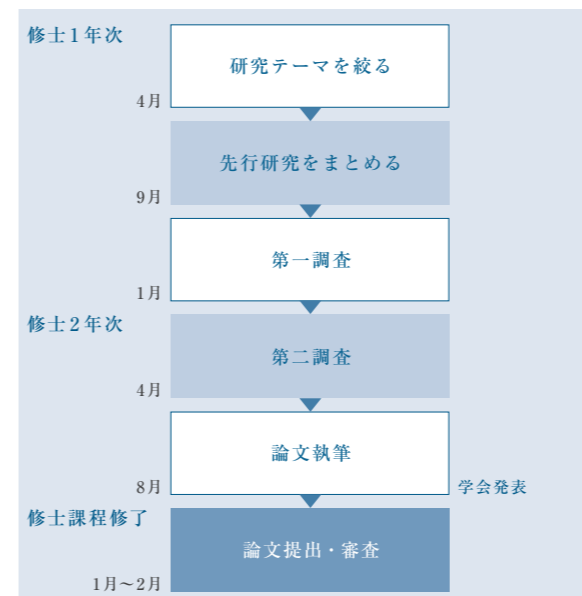 修士1年次
研究テーマを絞る
4月
先行研究をまとめる
9月
第一調査
1月
修士2年次
第二調査
4月
論文執筆
8月
学会発表
修士課程修了
論文提出・審査
1月〜2月